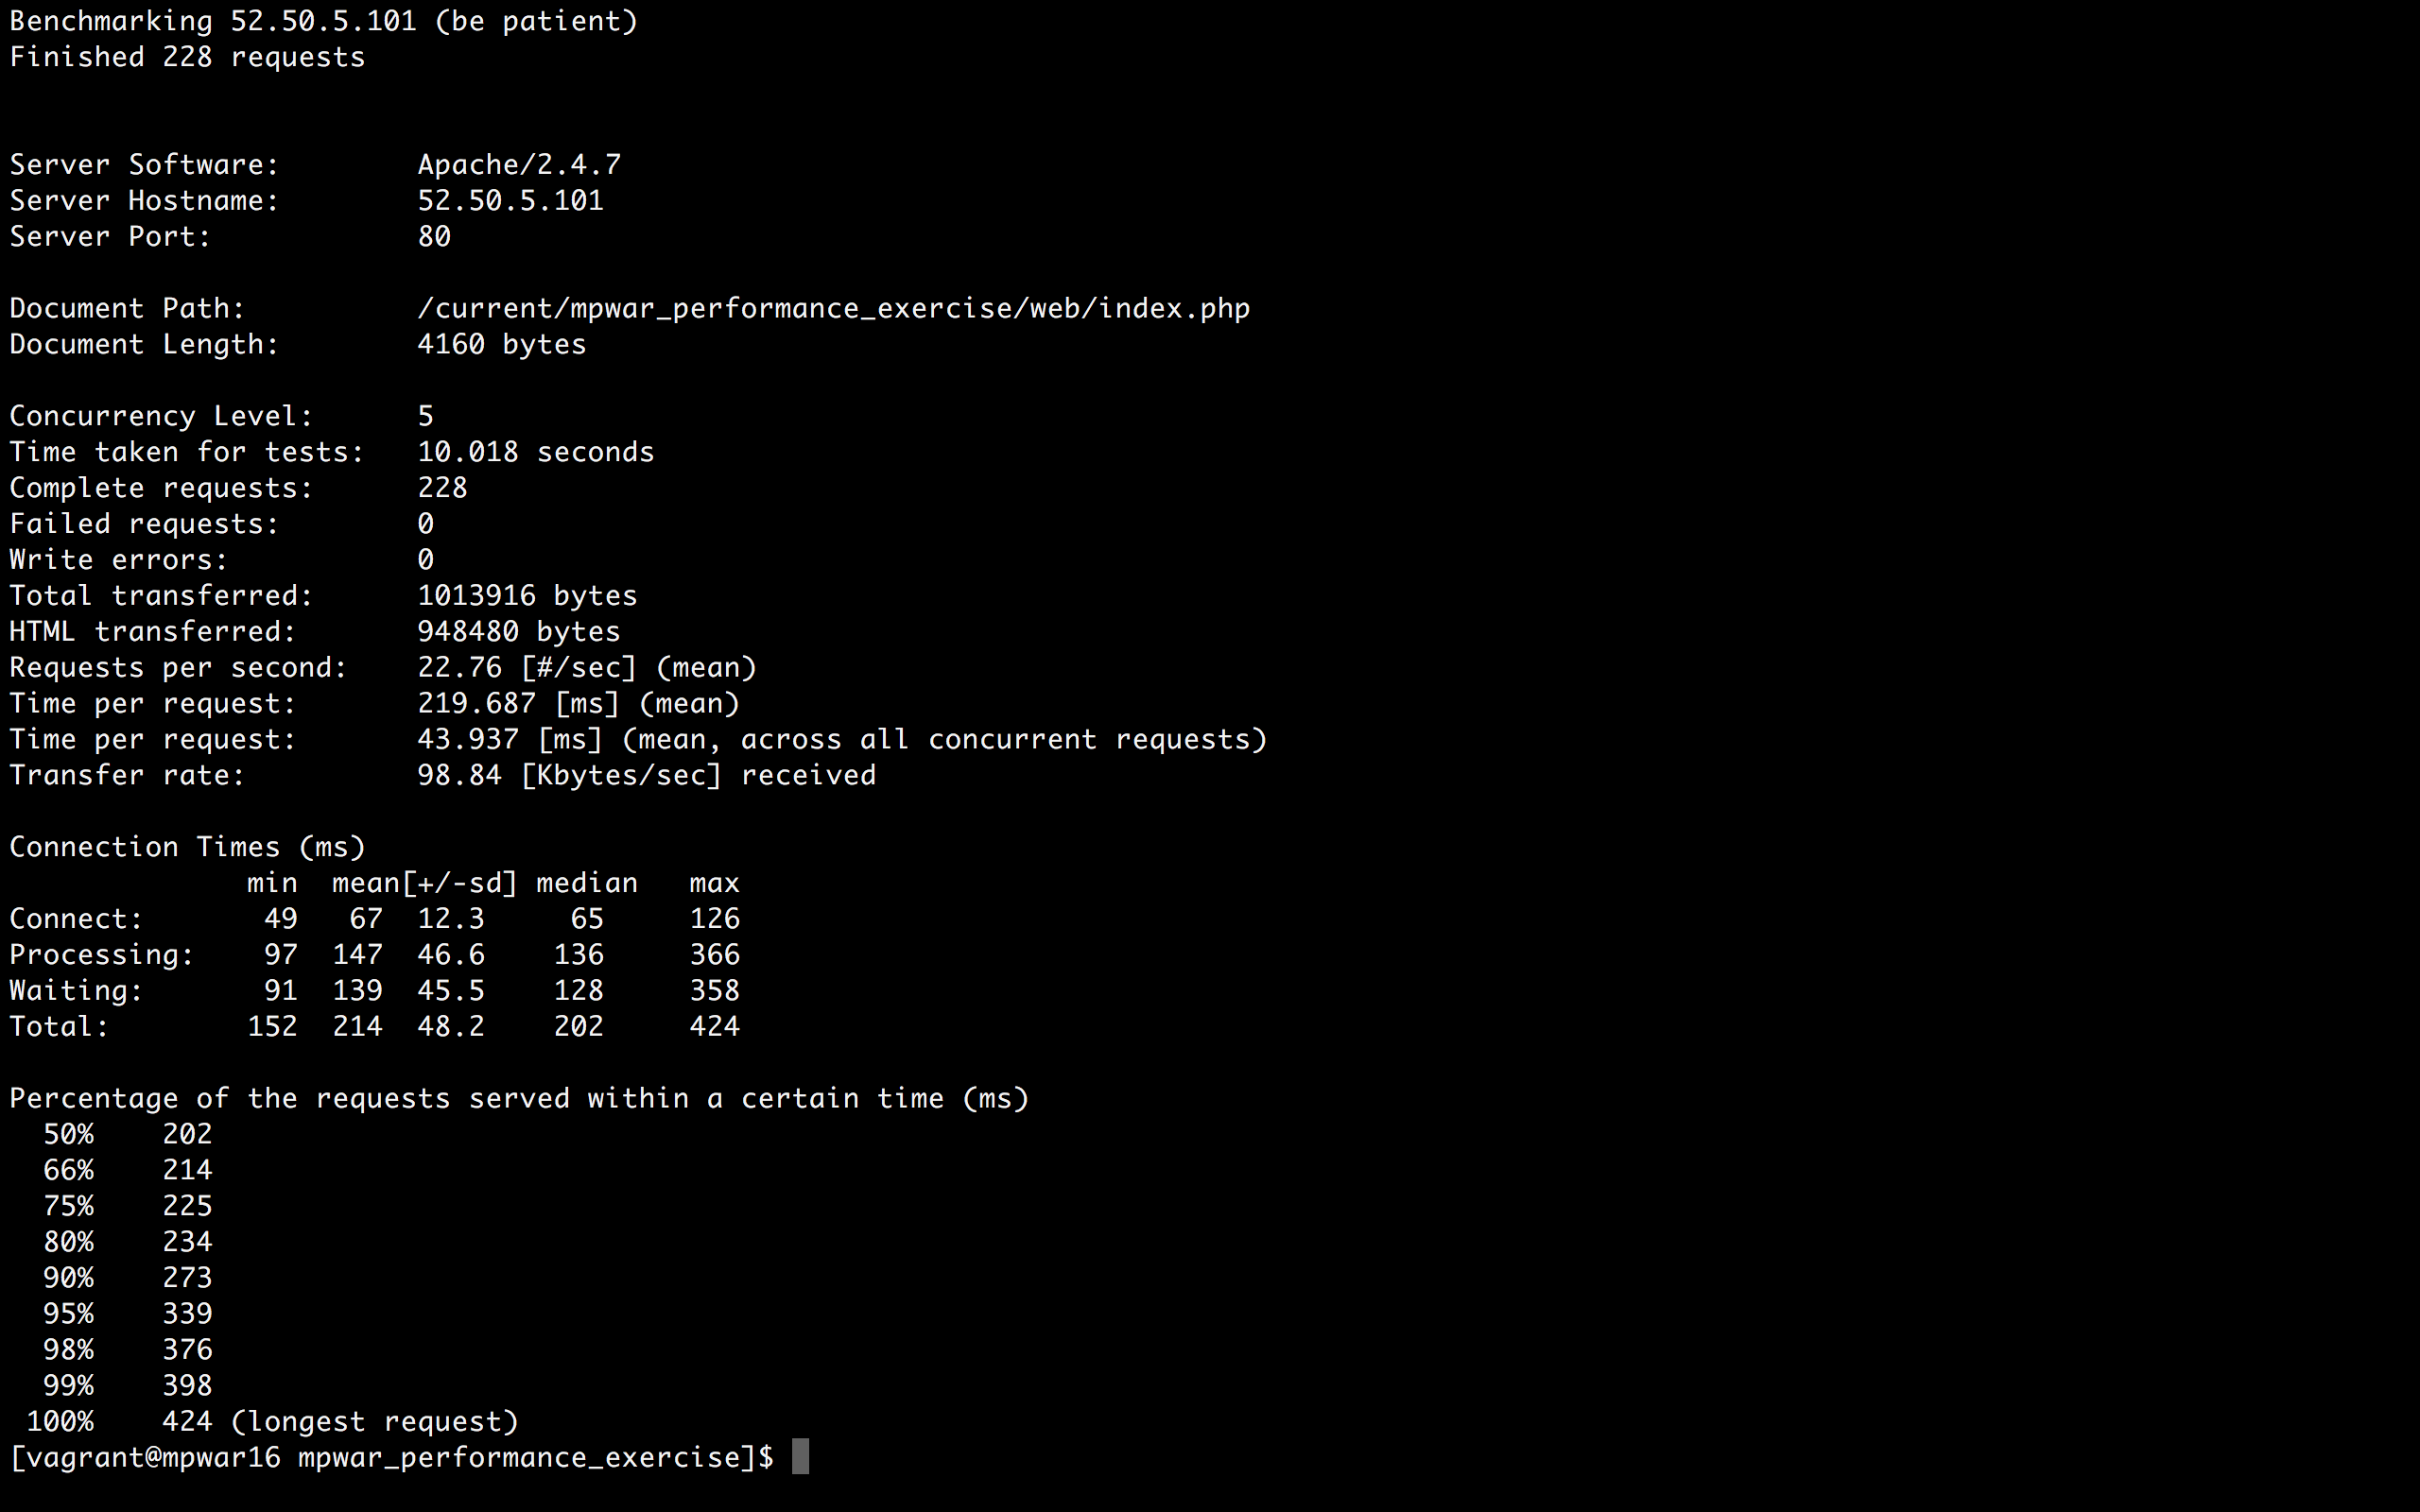 Benchmarking 52.50.5.101 (be patient)
Finished 228 requests
Server Software:        Apache/2.4.7
Server Hostname:        52.50.5.101
Server Port:            80
Document Path:          /current/mpwar_performance_exercise/web/index.php
Document Length:        4160 bytes
Concurrency Level:      5
Time taken for tests:   10.018 seconds
Complete requests:      228
Failed requests:        0
Write errors:           0
Total transferred:      1013916 bytes
HTML transferred:       948480 bytes
Requests per second:    22.76 [#/sec] (mean)
Time per request:       219.687 [ms] (mean)
Time per request:       43.937 [ms] (mean, across all concurrent requests)
Transfer rate:          98.84 [Kbytes/sec] received
Connection Times (ms)
              min  mean[+/-sd] median   max
Connect:       49   67  12.3     65     126
Processing:    97  147  46.6    136     366
Waiting:       91  139  45.5    128     358
Total:        152  214  48.2    202     424
Percentage of the requests served within a certain time (ms)
  50%    202
  66%    214
  75%    225
  80%    234
  90%    273
  95%    339
  98%    376
  99%    398
 100%    424 (longest request)
[vagrant@mpwar16 mpwar_performance_exercise]$